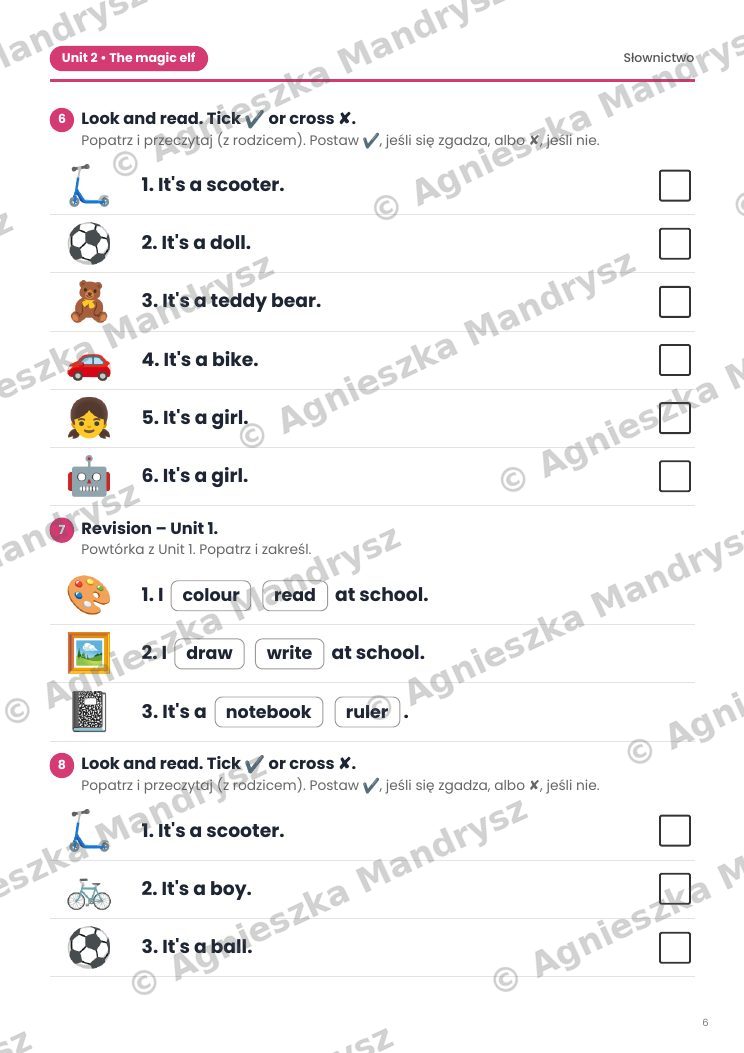 Unit 2 • The magic elf
Słownictwo
6 Look and read. Tick ✔ or cross ✘.
Popatrz i przeczytaj (z rodzicem). Postaw ✔, jeśli się zgadza, albo ✘, jeśli nie.
1. It's a scooter.
2. It's a doll.
3. It's a teddy bear.
4. It's a bike.
5. It's a girl.
6. It's a girl.
7 Revision – Unit 1.
Powtórka z Unit 1. Popatrz i zakreśl.
1. I colour read at school.
2. I draw write at school.
3. It's a notebook ruler .
8 Look and read. Tick ✔ or cross ✘.
Popatrz i przeczytaj (z rodzicem). Postaw ✔, jeśli się zgadza, albo ✘, jeśli nie.
1. It's a scooter.
2. It's a boy.
3. It's a ball.
6
© Agnieszka Mandrysz